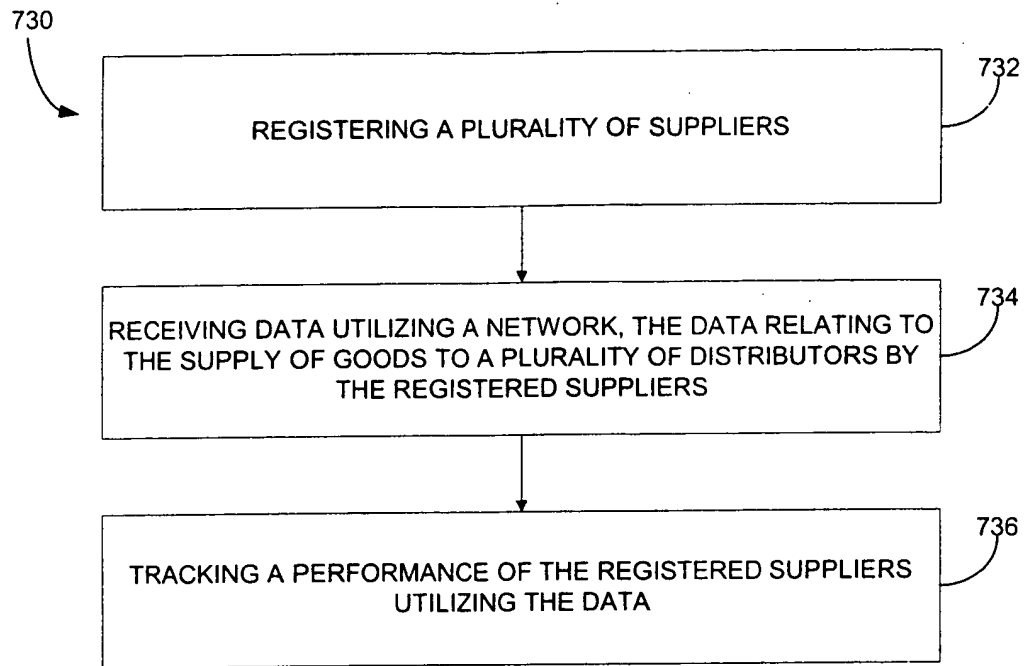 730
732
REGISTERING A PLURALITY OF SUPPLIERS
734
RECEIVING DATA UTILIZING A NETWORK, THE DATA RELATING TO
THE SUPPLY OF GOODS TO A PLURALITY OF DISTRIBUTORS BY
THE REGISTERED SUPPLIERS
736
TRACKING A PERFORMANCE OF THE REGISTERED SUPPLIERS
UTILIZING THE DATA